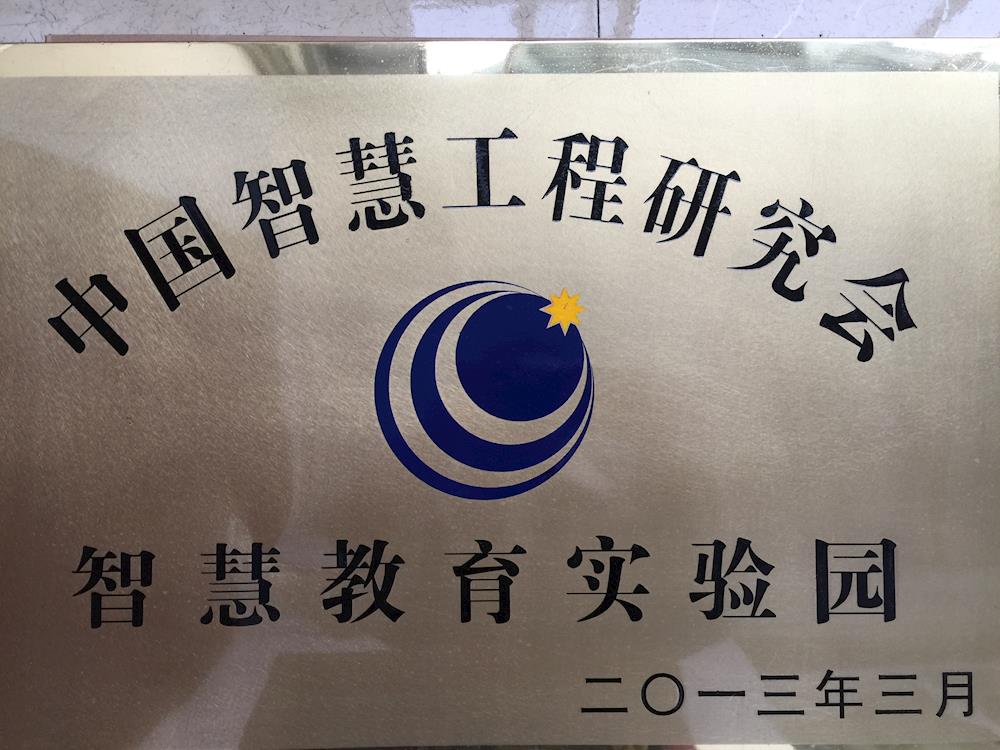 中国智慧工程研究会
智慧教育实验园
二〇一三年三月